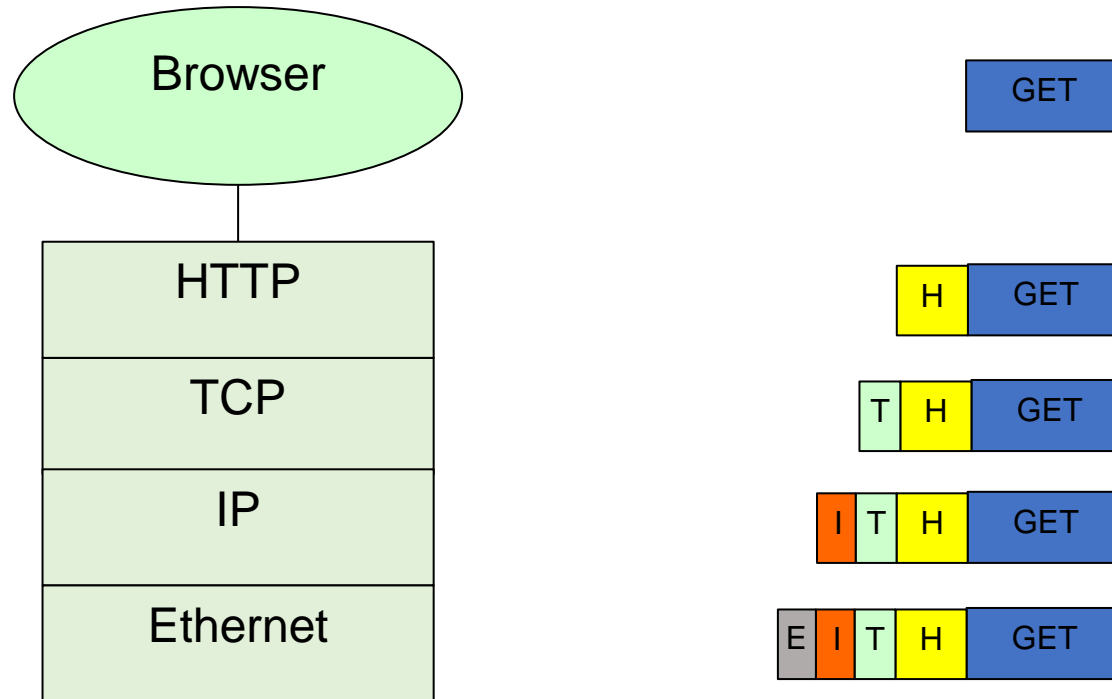 Browser
GET
HTTP
H GET
TCP
T H GET
IP
I T H GET
Ethernet
E I T H GET